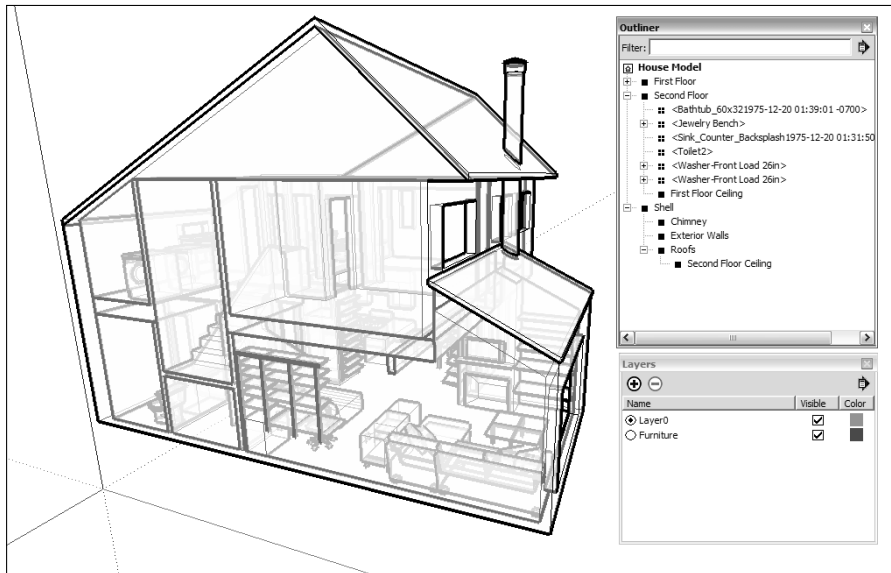 Outliner
Filter:
House Model
First Floor
Second Floor
<Bathtub_60x321975-12-20 01:39:01 -0700>
<Jewelry Bench>
<Sink_Counter_Backsplash1975-12-20 01:31:50
<Toilet2>
<Washer-Front Load 26in>
<Washer-Front Load 26in>
First Floor Ceiling
Shell
Chimney
Exterior Walls
Roofs
Second Floor Ceiling
Layers
Name Visible Color
Layer0
Furniture